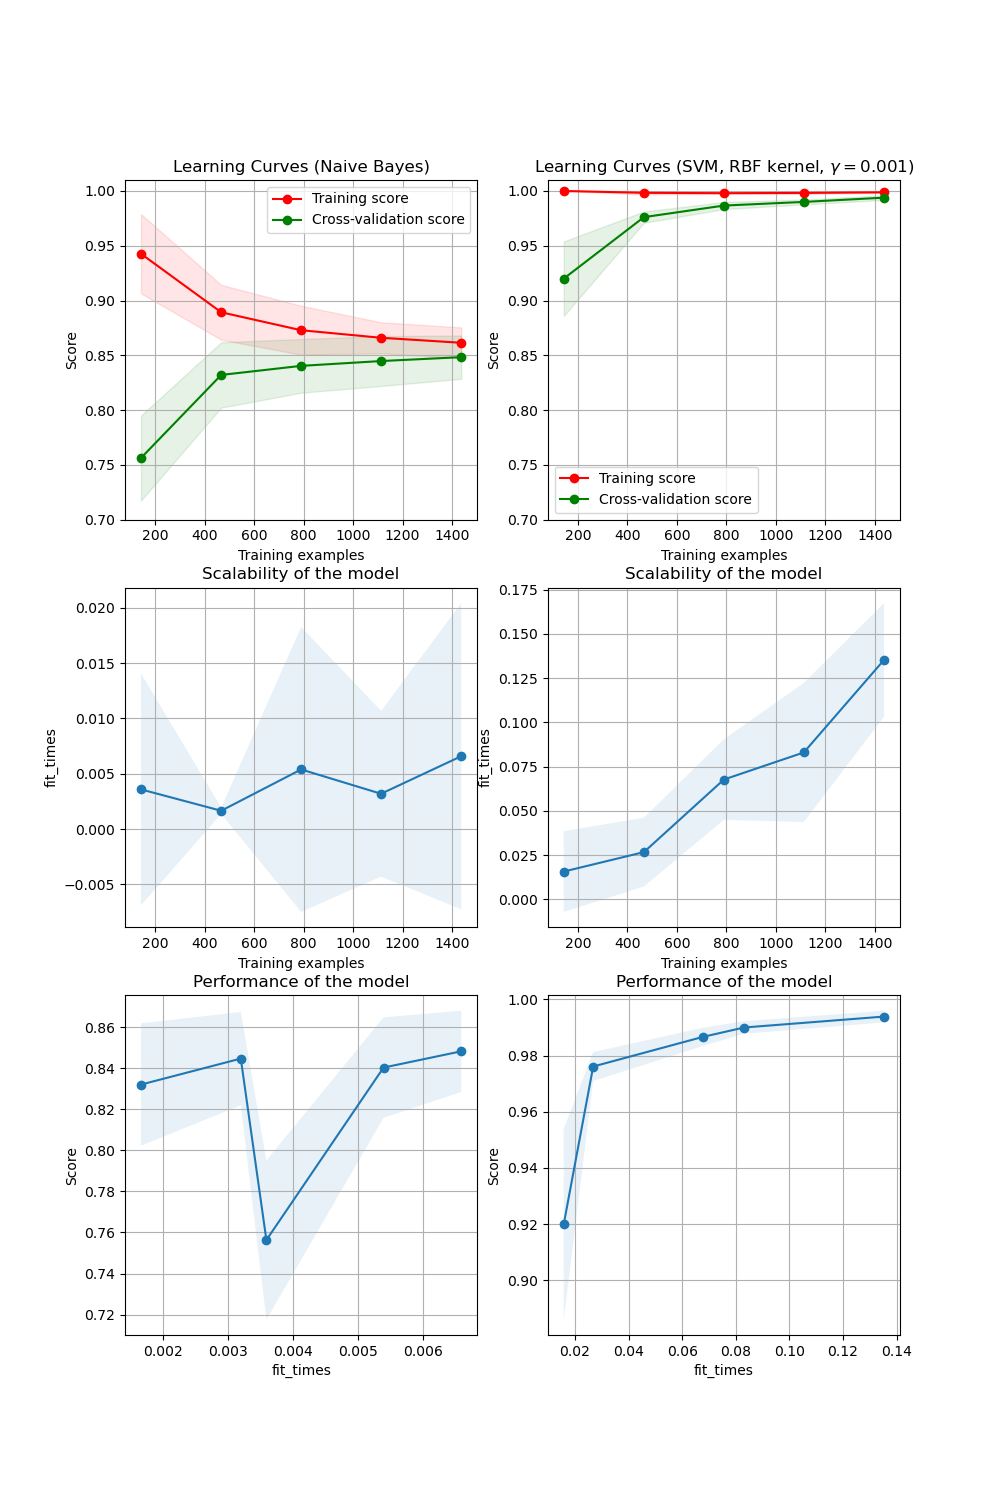 Learning Curves (Naive Bayes)
1.00
0.95
0.90
0.85
0.80
0.75
0.70
Score
Training score
Cross-validation score
200 400 600 800 1000 1200 1400
Training examples
Learning Curves (SVM, RBF kernel, γ = 0.001)
1.00
0.95
0.90
0.85
0.80
0.75
0.70
Score
Training score
Cross-validation score
200 400 600 800 1000 1200 1400
Training examples
Scalability of the model
0.020
0.015
0.010
0.005
0.000
−0.005
fit_times
200 400 600 800 1000 1200 1400
Training examples
Scalability of the model
0.175
0.150
0.125
0.100
0.075
0.050
0.025
0.000
fit_times
200 400 600 800 1000 1200 1400
Training examples
Performance of the model
0.86
0.84
0.82
0.80
0.78
0.76
0.74
0.72
Score
0.002 0.003 0.004 0.005 0.006
fit_times
Performance of the model
1.00
0.98
0.96
0.94
0.92
0.90
Score
0.02 0.04 0.06 0.08 0.10 0.12 0.14
fit_times